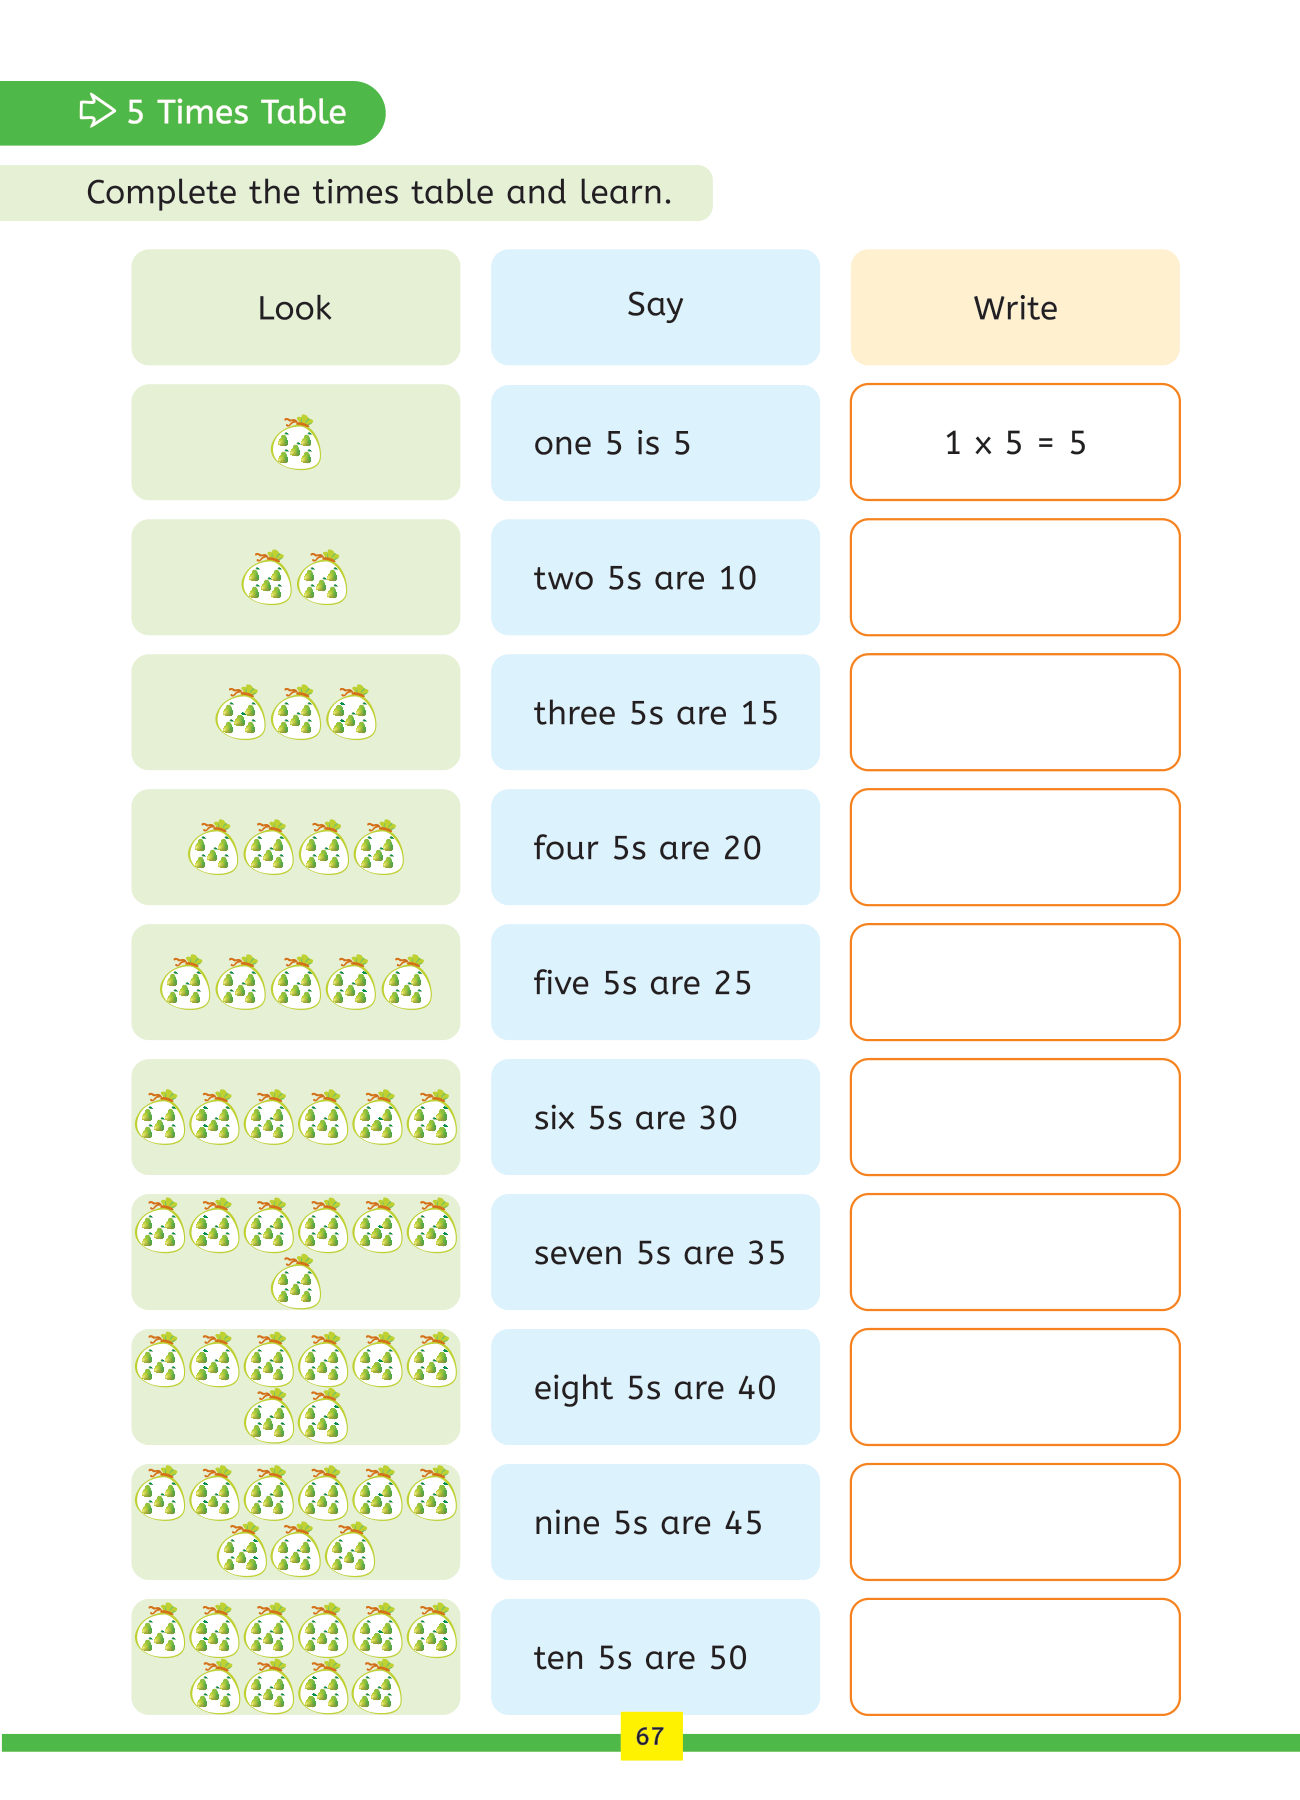 5 Times Table
Complete the times table and learn.
Look
Say
Write
one 5 is 5
1 x 5 = 5
two 5s are 10
three 5s are 15
four 5s are 20
five 5s are 25
six 5s are 30
seven 5s are 35
eight 5s are 40
nine 5s are 45
ten 5s are 50
67